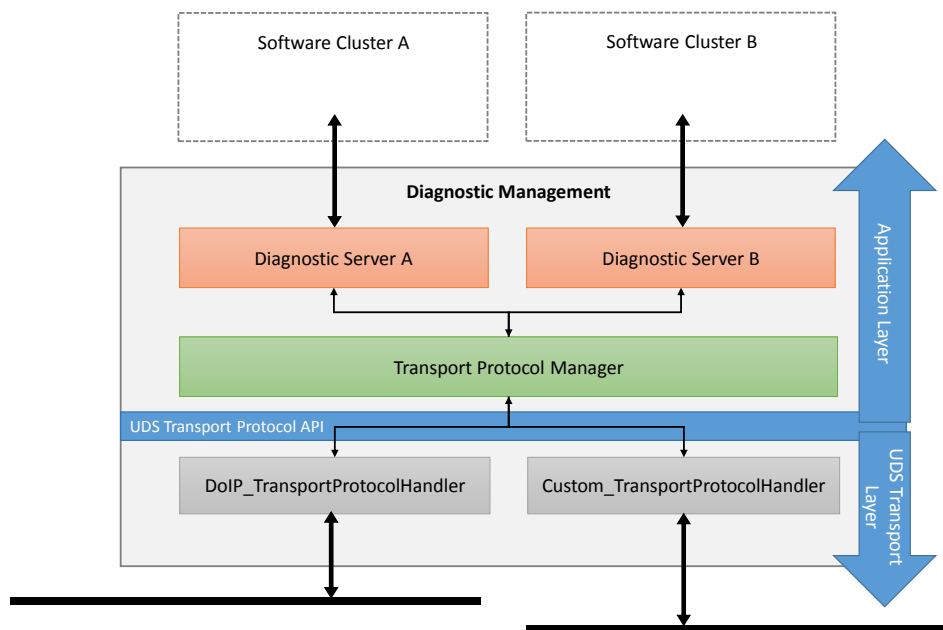 Software Cluster A
Software Cluster B
Diagnostic Management
Diagnostic Server A
Diagnostic Server B
Application Layer
Transport Protocol Manager
UDS Transport Protocol API
DoIP_TransportProtocolHandler
Custom_TransportProtocolHandler
UDS Transport
Layer